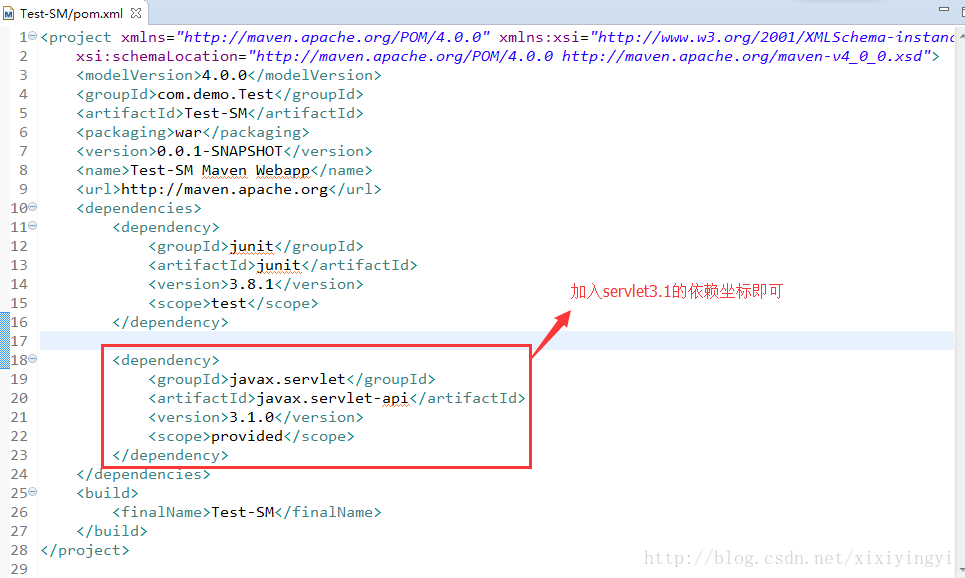 Test-SM/pom.xml
1 <project xmlns="http://maven.apache.org/POM/4.0.0" xmlns:xsi="http://www.w3.org/2001/XMLSchema-instanc
2 xsi:schemaLocation="http://maven.apache.org/POM/4.0.0 http://maven.apache.org/maven-v4_0_0.xsd">
3 <modelVersion>4.0.0</modelVersion>
4 <groupId>com.demo.Test</groupId>
5 <artifactId>Test-SM</artifactId>
6 <packaging>war</packaging>
7 <version>0.0.1-SNAPSHOT</version>
8 <name>Test-SM Maven Webapp</name>
9 <url>http://maven.apache.org</url>
10 <dependencies>
11 <dependency>
12 <groupId>junit</groupId>
13 <artifactId>junit</artifactId>
14 <version>3.8.1</version>
15 <scope>test</scope>
16 </dependency>
17
18 <dependency>
19 <groupId>javax.servlet</groupId>
20 <artifactId>javax.servlet-api</artifactId>
21 <version>3.1.0</version>
22 <scope>provided</scope>
23 </dependency>
24 </dependencies>
25 <build>
26 <finalName>Test-SM</finalName>
27 </build>
28 </project>
29
加入servlet3.1的依赖坐标即可
http://blog.csdn.net/xixiyingyi